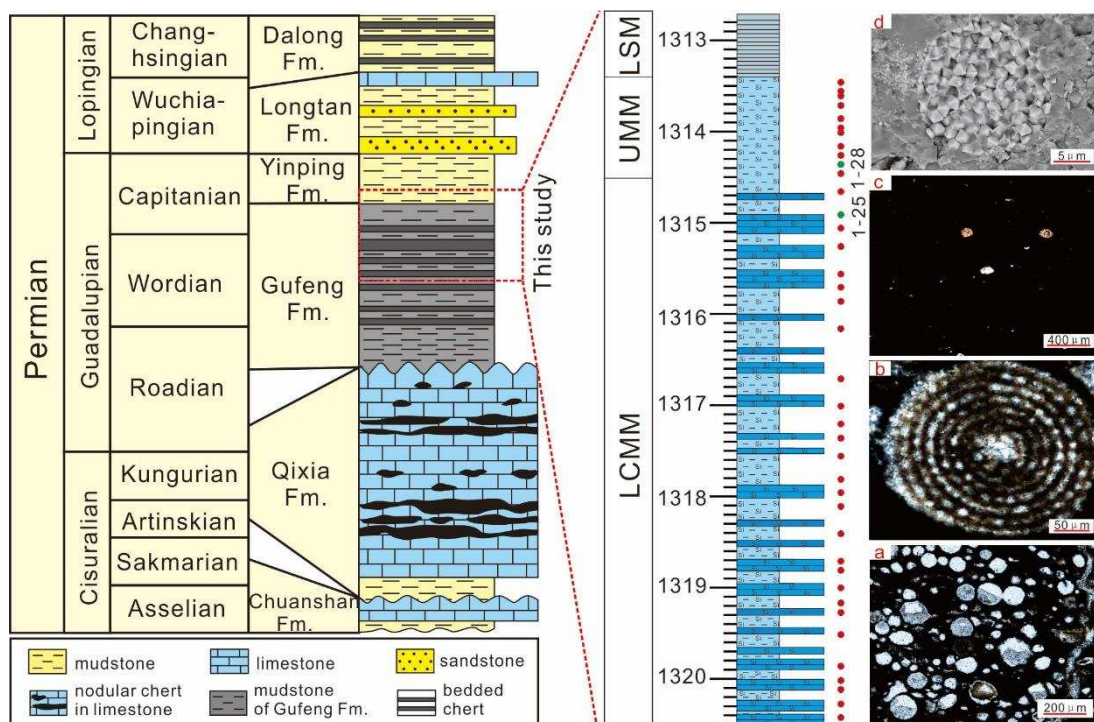 Permian
Lopingian
Guadalupian
Cisuralian
Chang-
hsingian
Wuchia-
pingian
Capitanian
Wordian
Roadian
Kungurian
Artinskian
Sakmarian
Asselian
Dalong
Fm.
Longtan
Fm.
Yinping
Fm.
Gufeng
Fm.
Qixia
Fm.
Chuanshan
Fm.
This study
mudstone
limestone
sandstone
nodular chert
in limestone
mudstone
of Gufeng Fm.
bedded
chert
LSM
UMM
LCMM
1313
1314
1315
1316
1317
1318
1319
1320
1-28
1-25
d
5 μm
c
400 μm
b
50 μm
a
200 μm